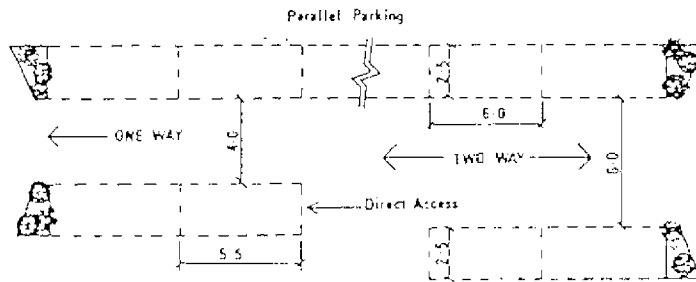 Parallel Parking
2·5
6·0
ONE WAY
4·0
TWO WAY
6·0
Direct Access
5·5
2·5